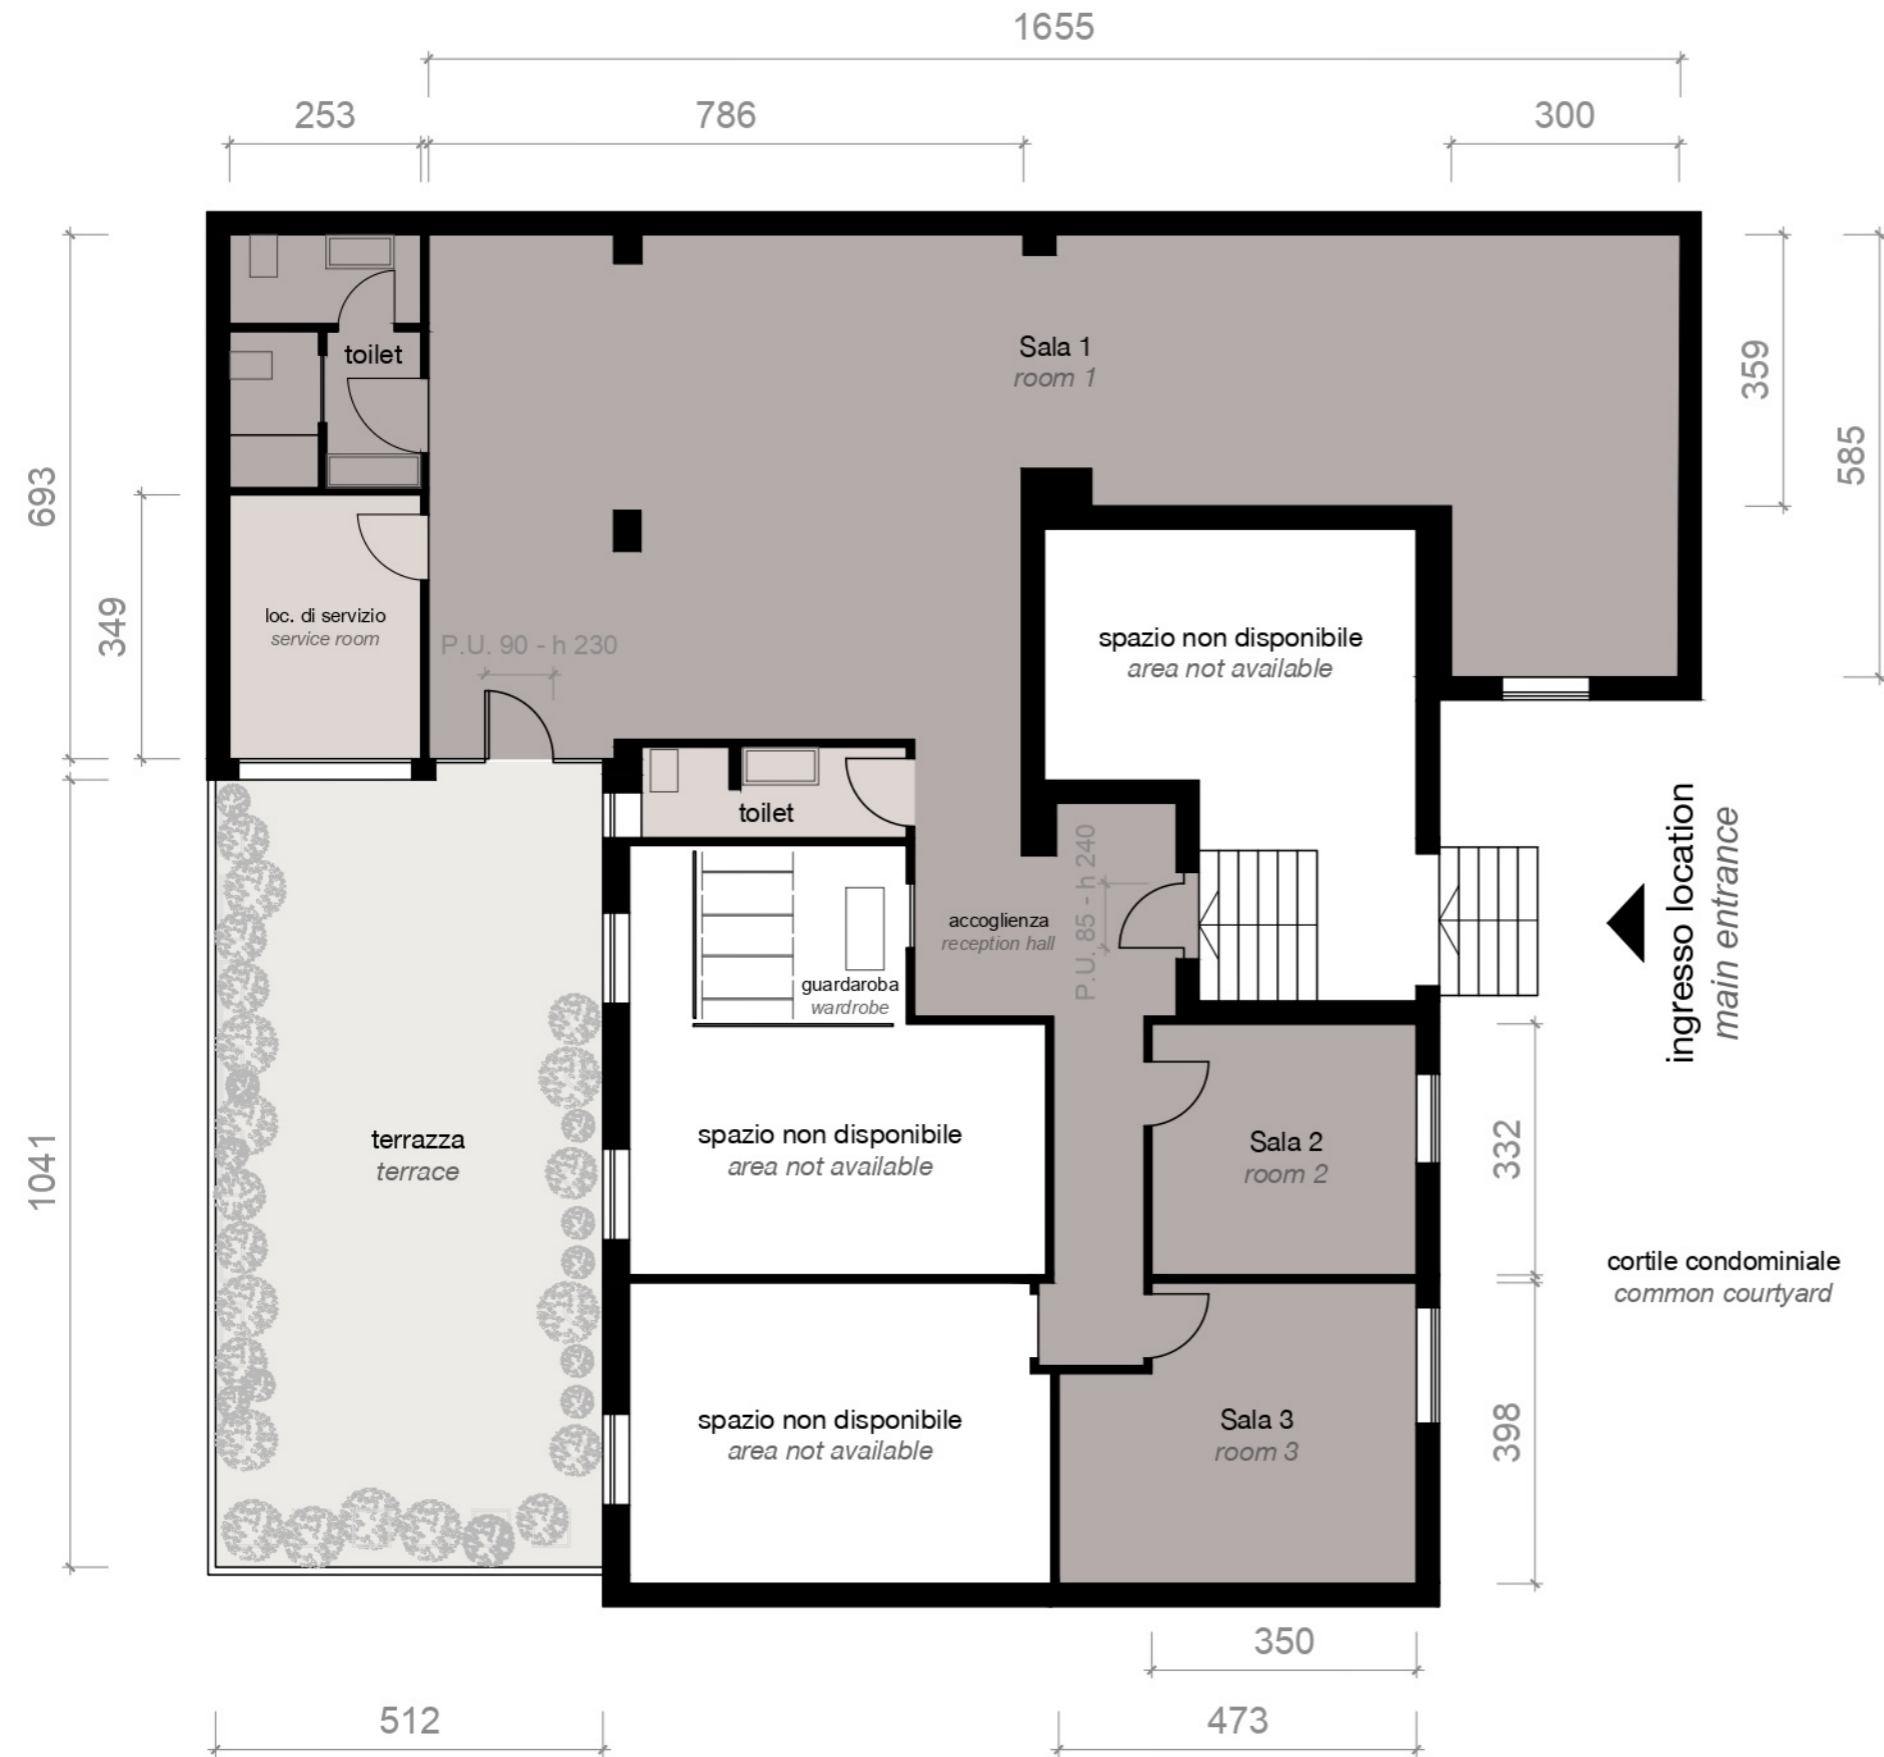 1655
253
786
300
Sala 1
room 1
toilet
359
585
693
349
loc. di servizio
service room
P.U. 90 - h 230
spazio non disponibile
area not available
toilet
ingresso location
main entrance
P.U. 85 - h 240
accoglienza
reception hall
guardaroba
wardrobe
1041
terrazza
terrace
spazio non disponibile
area not available
Sala 2
room 2
332
cortile condominiale
common courtyard
spazio non disponibile
area not available
Sala 3
room 3
398
350
512
473